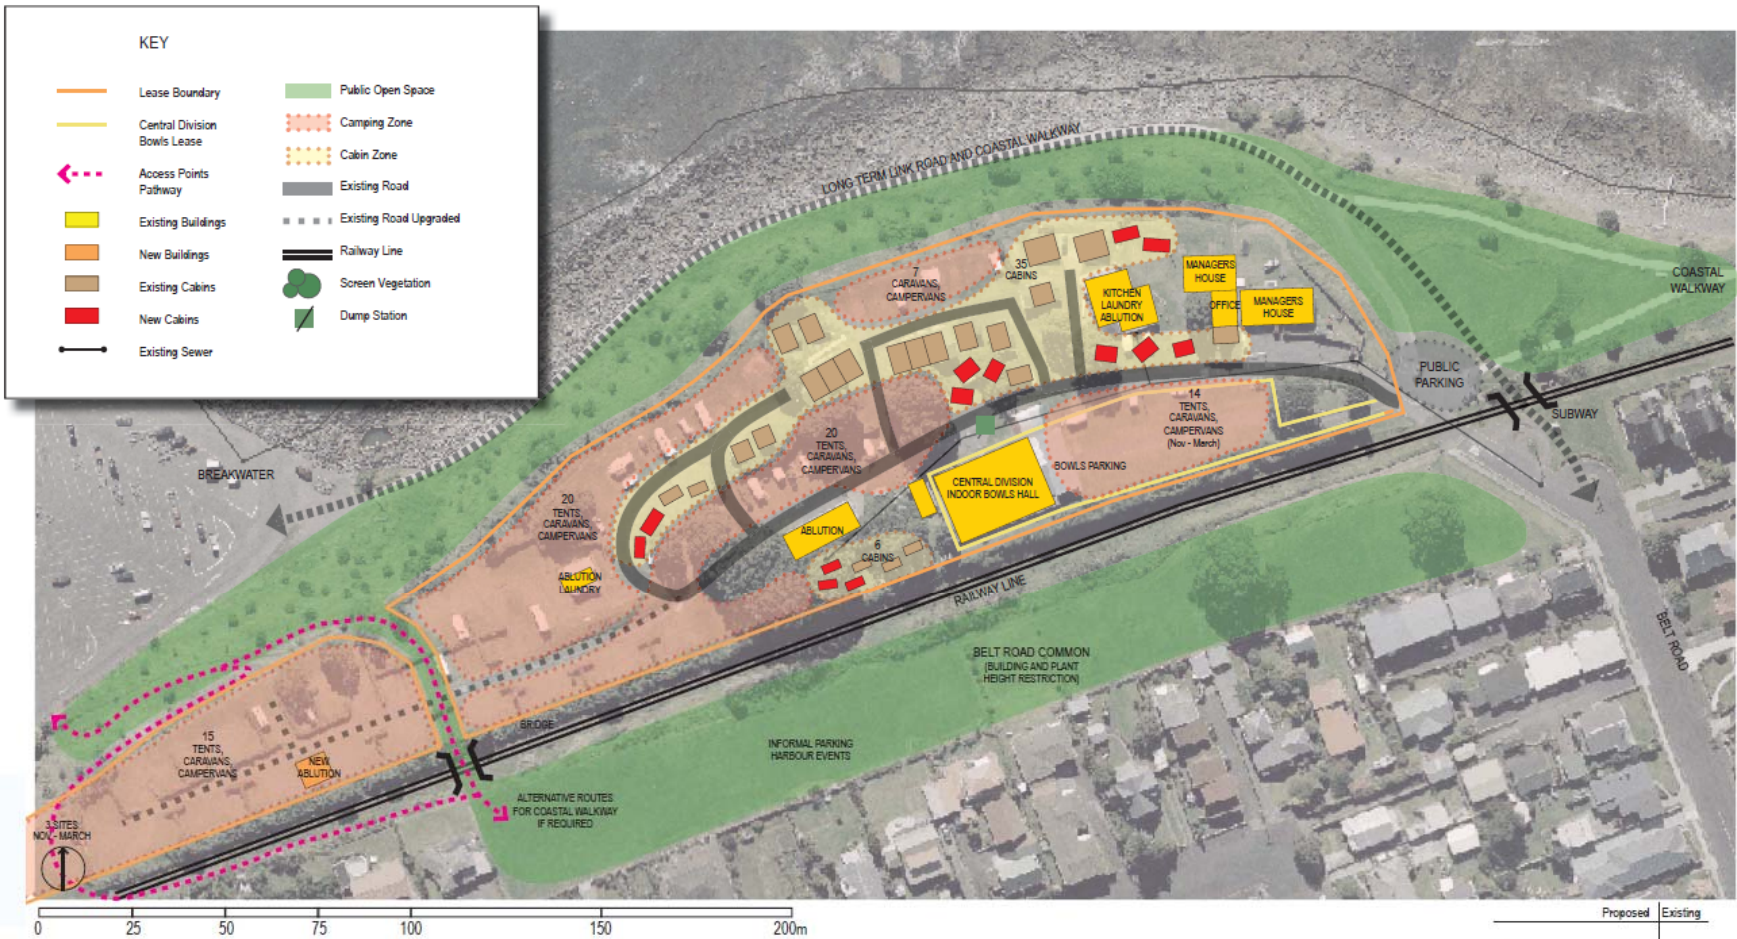 KEY
Lease Boundary
Central Division
Bowls Lease
Access Points
Pathway
Existing Buildings
New Buildings
Existing Cabins
New Cabins
Existing Sewer
Public Open Space
Camping Zone
Cabin Zone
Existing Road
Existing Road Upgraded
Railway Line
Screen Vegetation
Dump Station
LONG TERM LINK ROAD AND COASTAL WALKWAY
COASTAL
WALKWAY
7
CARAVANS,
CAMPERVANS
35
CABINS
KITCHEN
LAUNDRY
ABLUTION
MANAGERS
HOUSE
OFFICE
MANAGERS
HOUSE
PUBLIC
PARKING
SUBWAY
14
TENTS,
CARAVANS,
CAMPERVANS
(Nov - March)
BOWLS PARKING
20
TENTS,
CARAVANS,
CAMPERVANS
CENTRAL DIVISION
INDOOR BOWLS HALL
BREAKWATER
20
TENTS,
CARAVANS,
CAMPERVANS
ABLUTION
6
CABINS
ABLUTION
LAUNDRY
RAILWAY LINE
BELT ROAD
BELT ROAD COMMON
(BUILDING AND PLANT
HEIGHT RESTRICTION)
BRIDGE
INFORMAL PARKING
HARBOUR EVENTS
15
TENTS,
CARAVANS,
CAMPERVANS
NEW
ABLUTION
ALTERNATIVE ROUTES
FOR COASTAL WALKWAY
IF REQUIRED
3 SITES
NOV - MARCH
0 25 50 75 100 150 200m
Proposed Existing